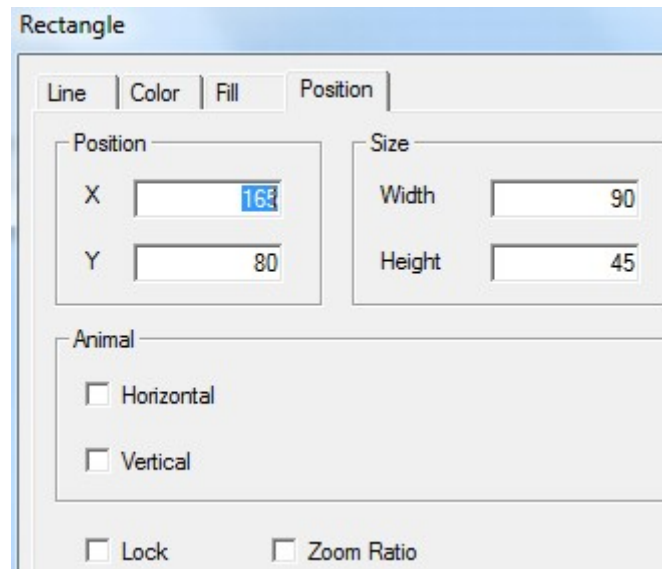 Rectangle
Line Color Fill Position
Position Size
X 165 Width 90
Y 80 Height 45
Animal
Horizontal
Vertical
Lock Zoom Ratio